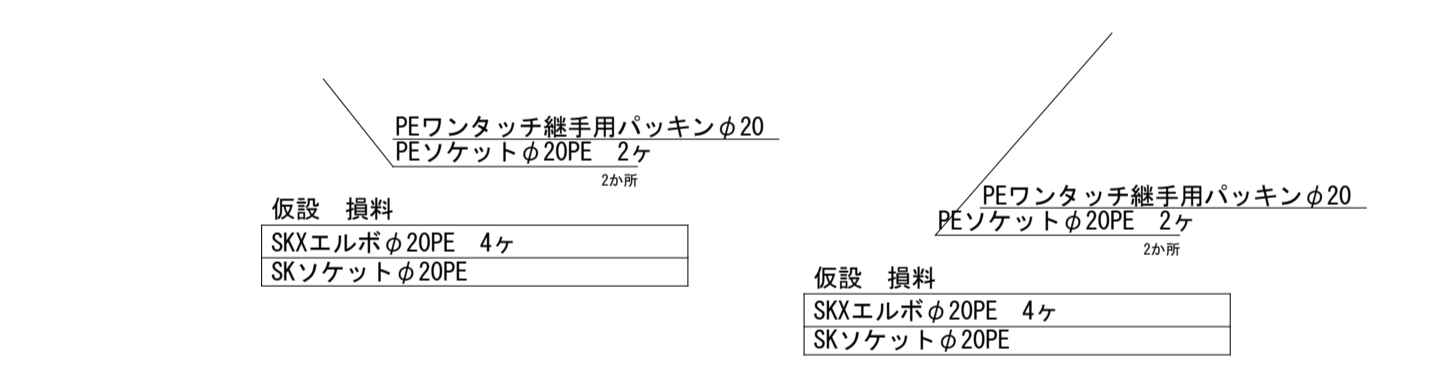 PEワンタッチ継手用パッキンφ20
PEソケットφ20PE　2ヶ
2か所
仮設　損料
SKXエルボφ20PE　4ヶ
SKソケットφ20PE
PEワンタッチ継手用パッキンφ20
PEソケットφ20PE　2ヶ
2か所
仮設　損料
SKXエルボφ20PE　4ヶ
SKソケットφ20PE